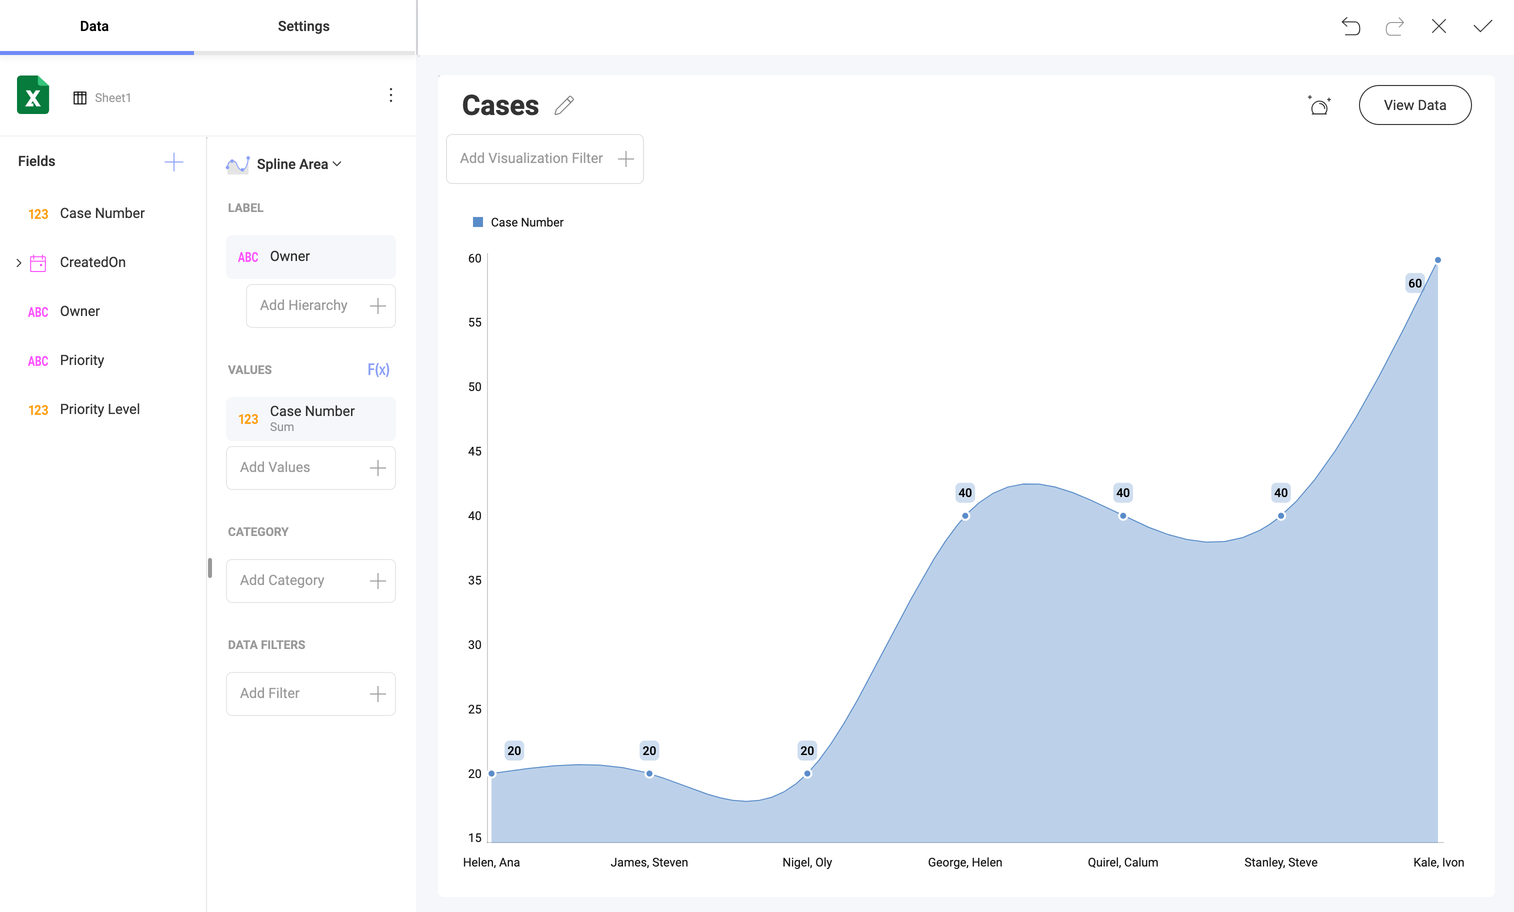 Data
Settings
X
Sheet1
Fields
123 Case Number
CreatedOn
ABC Owner
ABC Priority
123 Priority Level
Spline Area
LABEL
ABC Owner
Add Hierarchy
VALUES F(x)
123 Case Number
Sum
Add Values
CATEGORY
Add Category
DATA FILTERS
Add Filter
Cases
View Data
Add Visualization Filter
Case Number
60
55
50
45
40
35
30
25
20
15
20
20
20
40
40
40
60
Helen, Ana
James, Steven
Nigel, Oly
George, Helen
Quirel, Calum
Stanley, Steve
Kale, Ivon